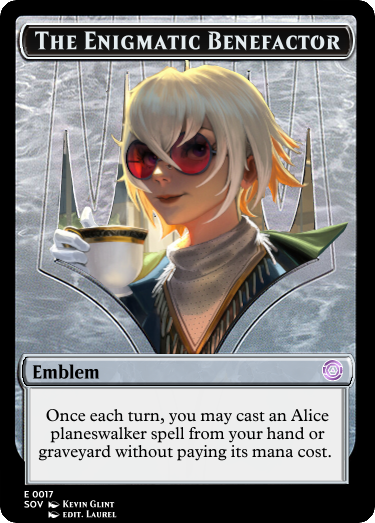 The Enigmatic Benefactor
Emblem
Once each turn, you may cast an Alice
planeswalker spell from your hand or
graveyard without paying its mana cost.
E 0017
SOV Kevin Glint
edit. Laurel